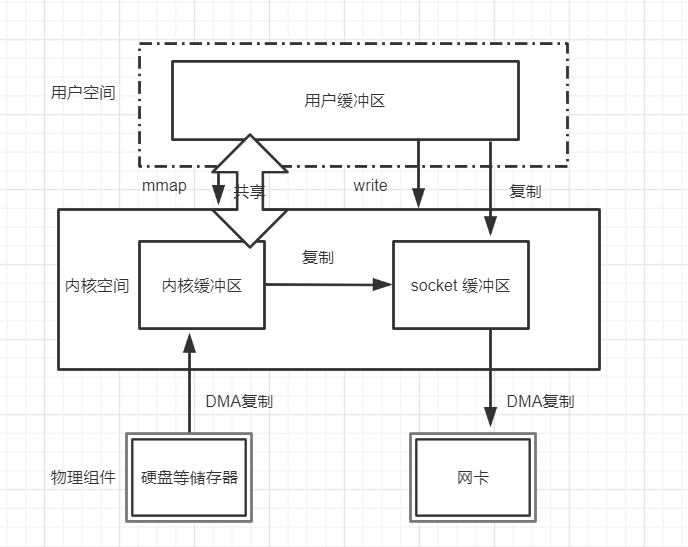 用户空间
用户缓冲区
mmap
共享
write
复制
内核空间
内核缓冲区
复制
socket 缓冲区
DMA复制
DMA复制
物理组件
硬盘等储存器
网卡